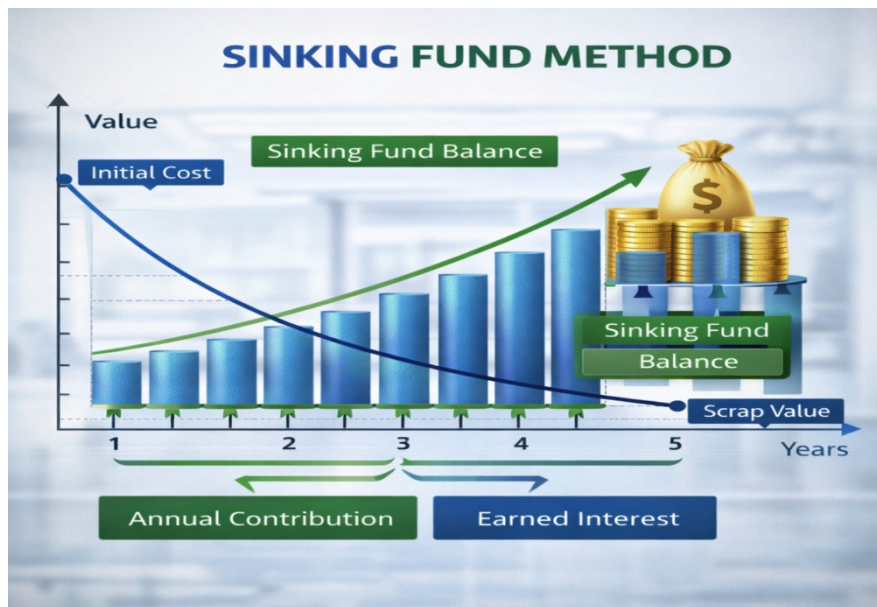 SINKING FUND METHOD
Value
Sinking Fund Balance
Initial Cost
$
Sinking Fund
Balance
Scrap Value
1 2 3 4 5
Years
Annual Contribution
Earned Interest